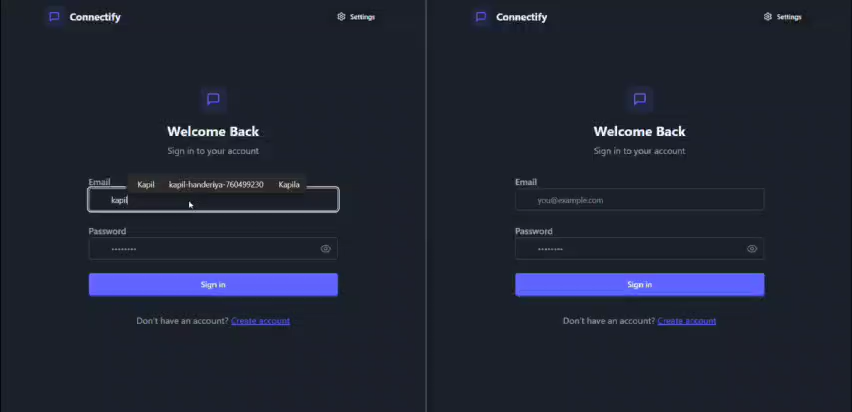 Connectify
Settings
Welcome Back
Sign in to your account
Email
Kapil kapil-handeriya-760499230 Kapila
kapil
Password
••••••••
Sign in
Don't have an account? Create account
Connectify
Settings
Welcome Back
Sign in to your account
Email
you@example.com
Password
••••••••
Sign in
Don't have an account? Create account